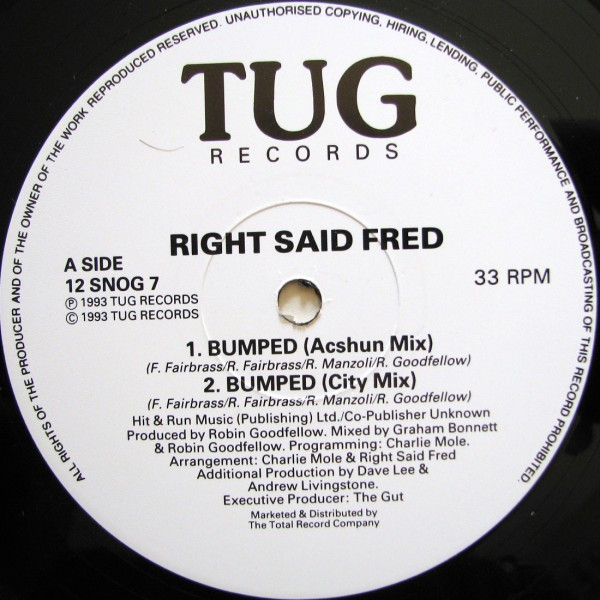 ALL RIGHTS OF THE PRODUCER AND OF THE OWNER OF THE WORK REPRODUCED RESERVED. UNAUTHORISED COPYING, HIRING, LENDING, PUBLIC PERFORMANCE AND BROADCASTING OF THIS RECORD PROHIBITED.
TUG
RECORDS
RIGHT SAID FRED
A SIDE
12 SNOG 7
33 RPM
Ⓟ 1993 TUG RECORDS
© 1993 TUG RECORDS
1. BUMPED (Acshun Mix)
(F. Fairbrass/R. Fairbrass/R. Manzoli/R. Goodfellow)
2. BUMPED (City Mix)
(F. Fairbrass/R. Fairbrass/R. Manzoli/R. Goodfellow)
Hit & Run Music (Publishing) Ltd./Co-Publisher Unknown
Produced by Robin Goodfellow. Mixed by Graham Bonnett
& Robin Goodfellow. Programming: Charlie Mole.
Arrangement: Charlie Mole & Right Said Fred
Additional Production by Dave Lee &
Andrew Livingstone.
Executive Producer: The Gut
Marketed & Distributed by
The Total Record Company